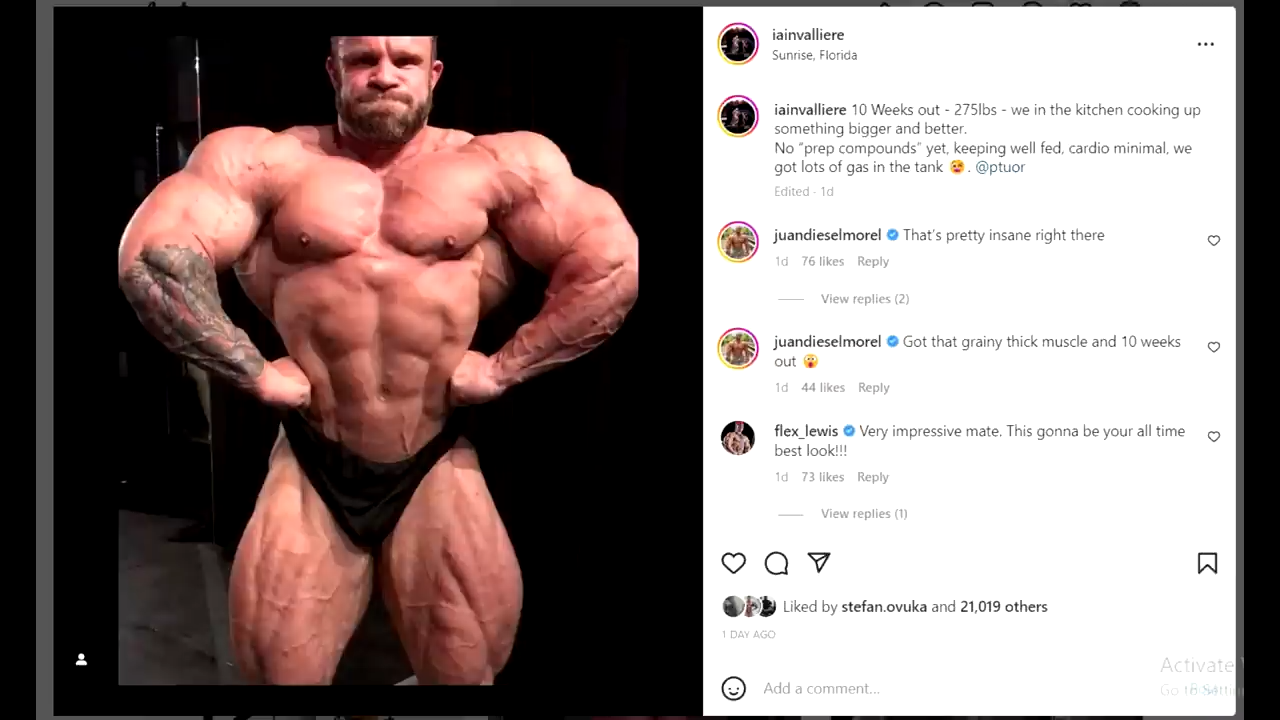 iainvalliere
Sunrise, Florida
iainvalliere 10 Weeks out - 275lbs - we in the kitchen cooking up
something bigger and better.
No “prep compounds” yet, keeping well fed, cardio minimal, we
got lots of gas in the tank 🥴. @ptuor
Edited · 1d
juandieselmorel That's pretty insane right there
1d 76 likes Reply
View replies (2)
juandieselmorel Got that grainy thick muscle and 10 weeks
out 😲
1d 44 likes Reply
flex_lewis Very impressive mate. This gonna be your all time
best look!!!
1d 73 likes Reply
View replies (1)
Liked by stefan.ovuka and 21,019 others
1 DAY AGO
Add a comment...
Activate
Go to